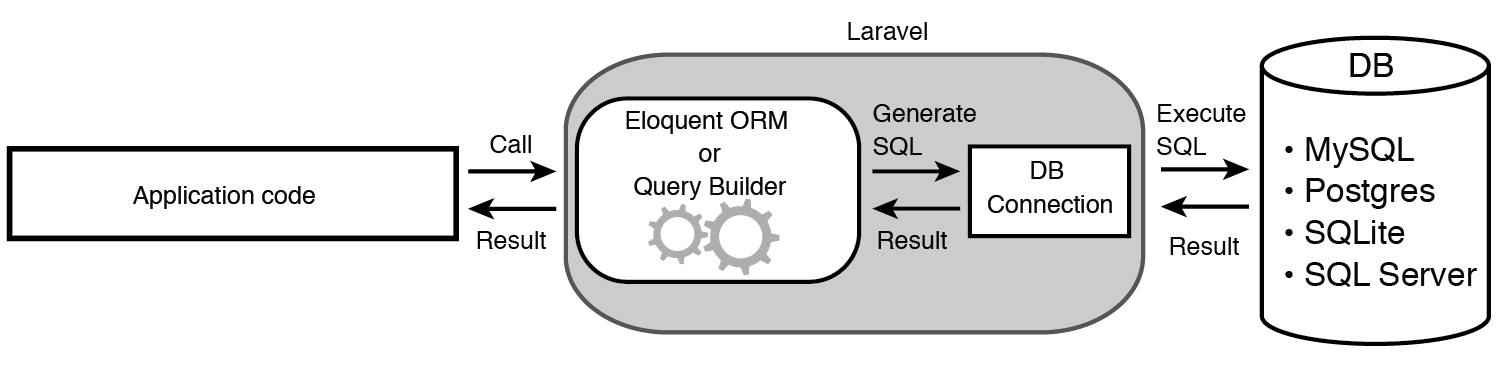 Laravel
Application code
Call
Result
Eloquent ORM
or
Query Builder
Generate
SQL
Result
DB
Connection
Execute
SQL
Result
DB
• MySQL
• Postgres
• SQLite
• SQL Server